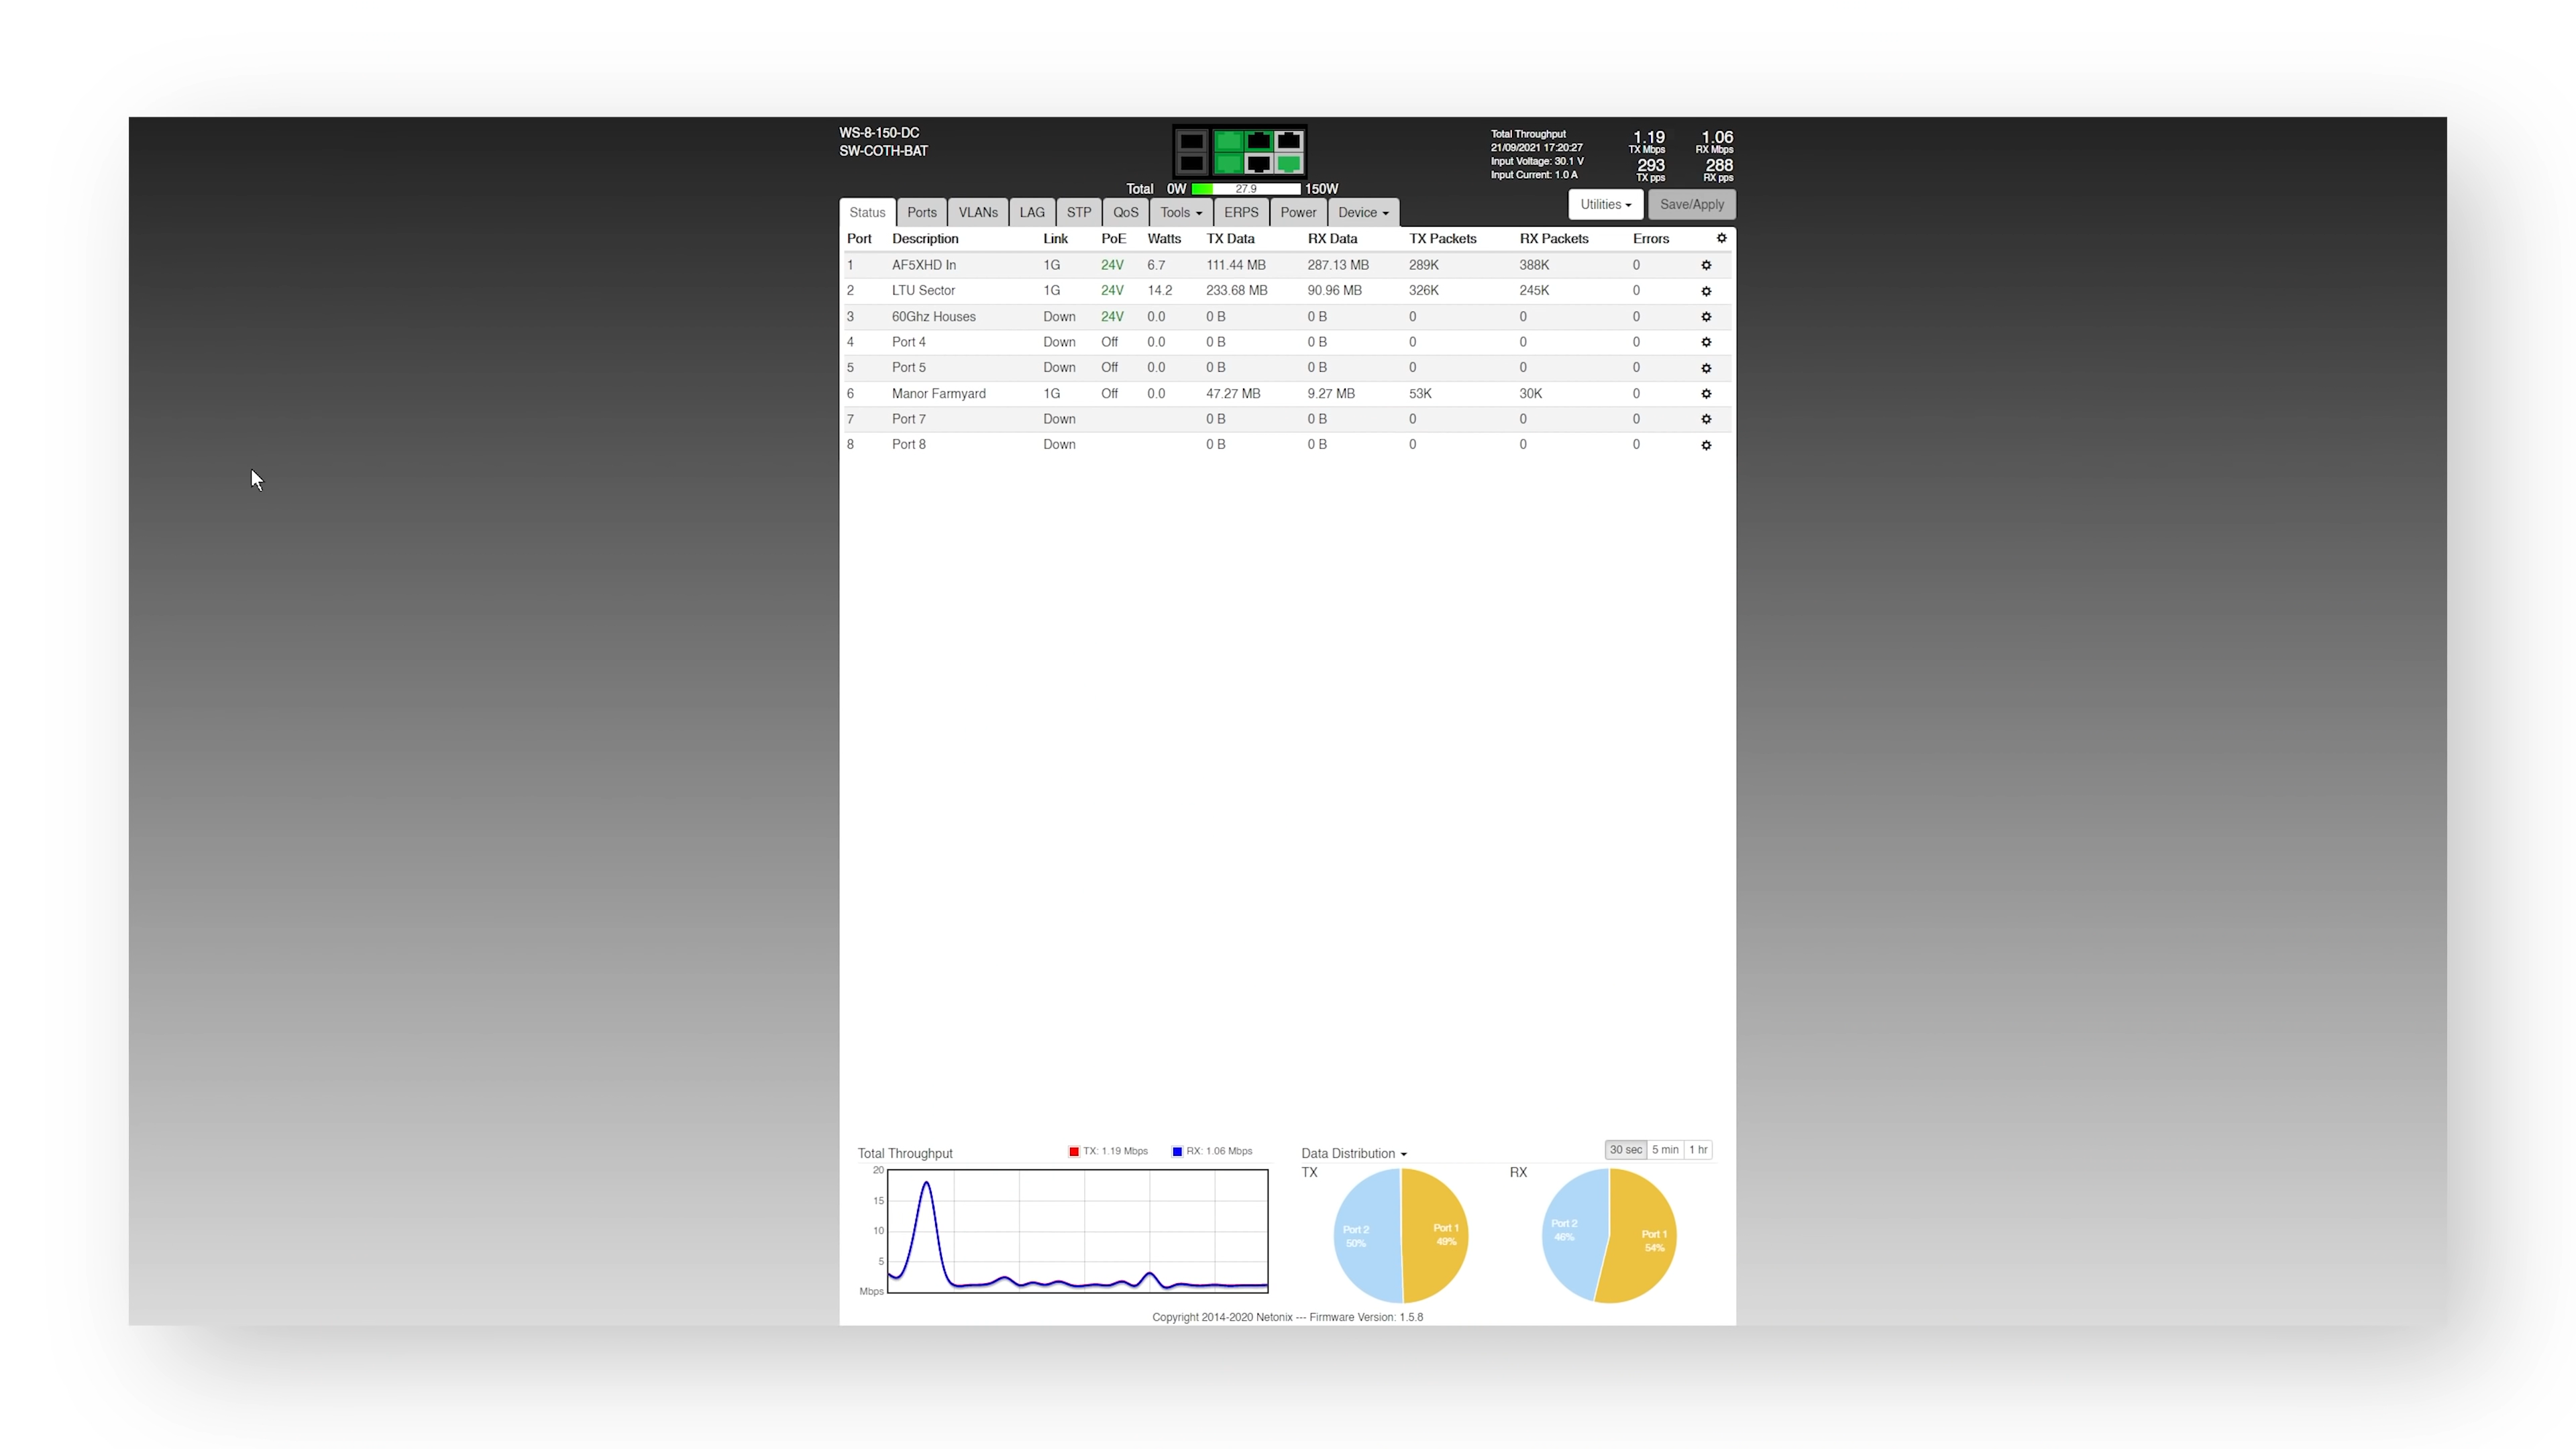 WS-8-150-DC
SW-COTH-BAT
Total 0W 27.9 150W
Total Throughput
21/09/2021 17:20:27
Input Voltage: 30.1 V
Input Current: 1.0 A
1.19 1.06
TX Mbps RX Mbps
293 288
TX pps RX pps
Status Ports VLANs LAG STP QoS Tools ERPS Power Device Utilities Save/Apply
Port Description Link PoE Watts TX Data RX Data TX Packets RX Packets Errors
1 AF5XHD In 1G 24V 6.7 111.44 MB 287.13 MB 289K 388K 0
2 LTU Sector 1G 24V 14.2 233.68 MB 90.96 MB 326K 245K 0
3 60Ghz Houses Down 24V 0.0 0 B 0 B 0 0 0
4 Port 4 Down Off 0.0 0 B 0 B 0 0 0
5 Port 5 Down Off 0.0 0 B 0 B 0 0 0
6 Manor Farmyard 1G Off 0.0 47.27 MB 9.27 MB 53K 30K 0
7 Port 7 Down 0 B 0 B 0 0 0
8 Port 8 Down 0 B 0 B 0 0 0
Total Throughput TX: 1.19 Mbps RX: 1.06 Mbps
20
15
10
5
Mbps
Data Distribution 30 sec 5 min 1 hr
TX RX
Port 2
50%
Port 1
49%
Port 2
46%
Port 1
54%
Copyright 2014-2020 Netonix --- Firmware Version: 1.5.8